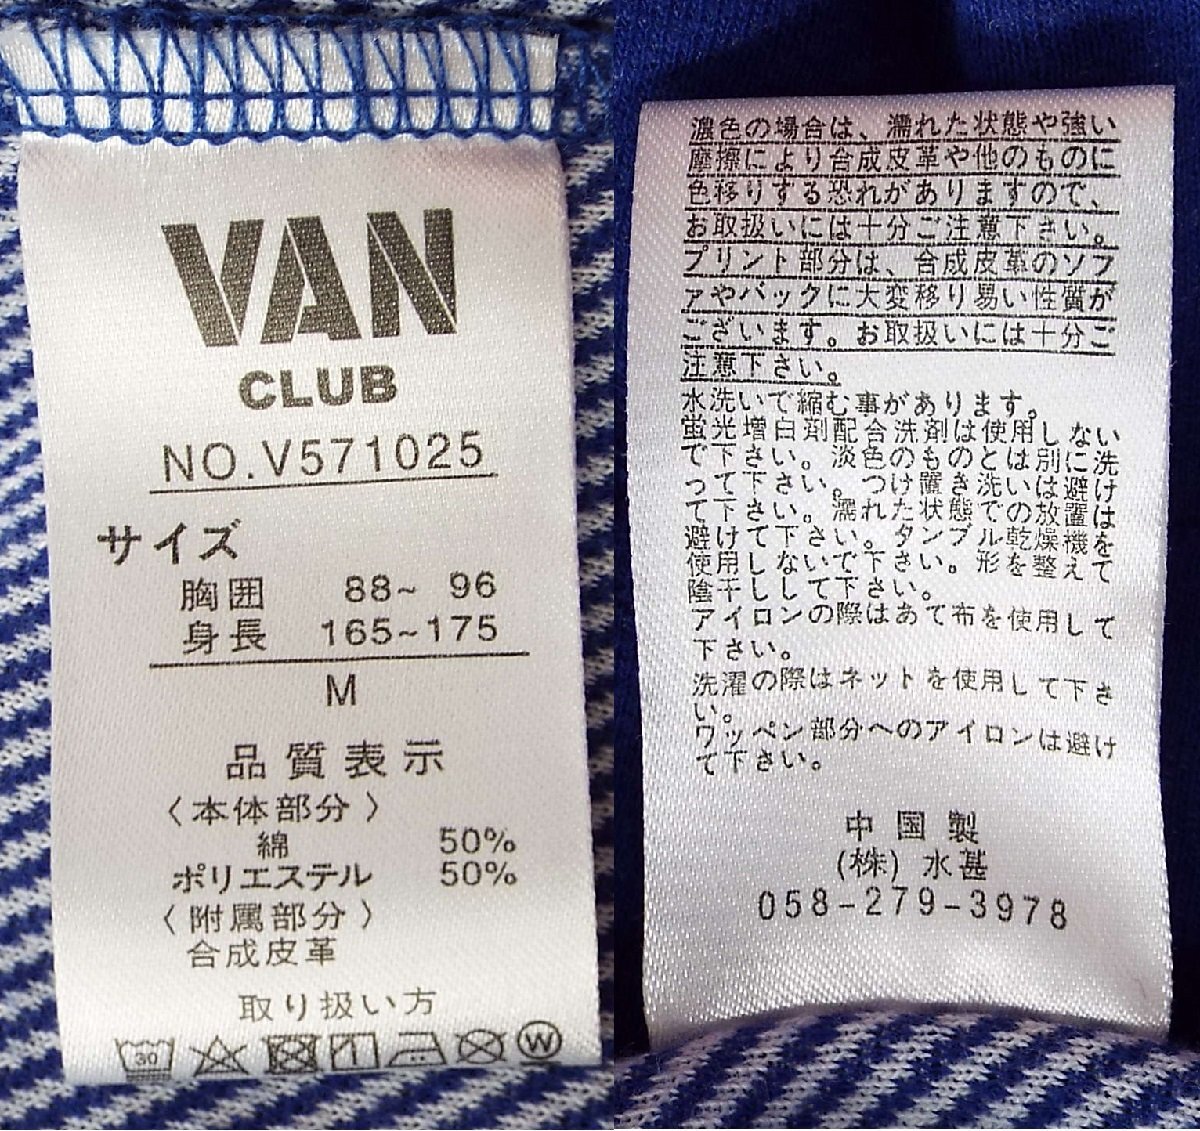 VAN
CLUB
NO.V571025
サイズ
胸囲 88~ 96
身長 165~175
M
品質表示
〈本体部分〉
綿 50%
ポリエステル 50%
〈附属部分〉
合成皮革
取り扱い方
30
W
濃色の場合は、濡れた状態や強い
摩擦により合成皮革や他のものに
色移りする恐れがありますので、
お取扱いには十分ご注意下さい。
プリント部分は、合成皮革のソフ
ァやバックに大変移り易い性質が
ございます。お取扱いには十分ご
注意下さい。
水洗いで縮む事があります。
蛍光増白剤配合洗剤は使用しない
で下さい。淡色のものとは別に洗
って下さい。つけ置き洗いは避け
て下さい。濡れた状態での放置は
避けて下さい。タンブル乾燥機を
使用しないで下さい。形を整えて
陰干しして下さい。
アイロンの際はあて布を使用して
下さい。
洗濯の際はネットを使用して下さ
い。
ワッペン部分へのアイロンは避け
て下さい。
中国製
(株)水甚
058-279-3978